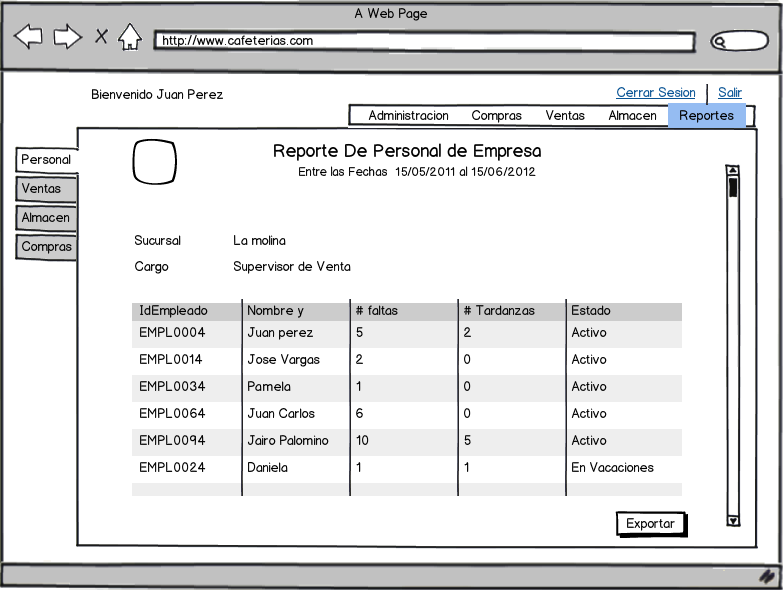 A Web Page
http://www.cafeterias.com
Bienvenido Juan Perez
Cerrar Sesion Salir
Administracion Compras Ventas Almacen Reportes
Personal
Ventas
Almacen
Compras
Reporte De Personal de Empresa
Entre las Fechas 15/05/2011 al 15/06/2012
Sucursal La molina
Cargo Supervisor de Venta
IdEmpleado Nombre y # faltas # Tardanzas Estado
EMPL0004 Juan perez 5 2 Activo
EMPL0014 Jose Vargas 2 0 Activo
EMPL0034 Pamela 1 0 Activo
EMPL0064 Juan Carlos 6 0 Activo
EMPL0094 Jairo Palomino 10 5 Activo
EMPL0024 Daniela 1 1 En Vacaciones
Exportar